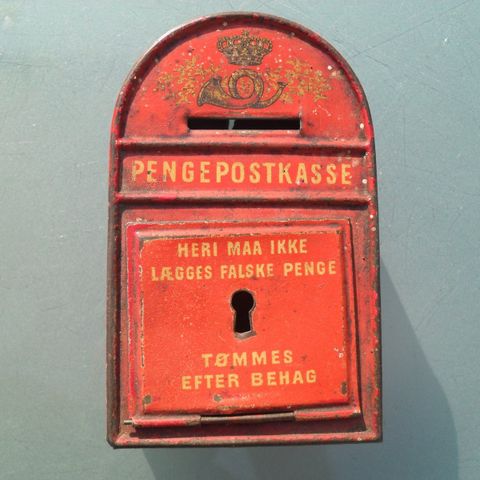 PENGEPOSTKASSE
HERI MAA IKKE
LÆGGES FALSKE PENGE
TØMMES
EFTER BEHAG